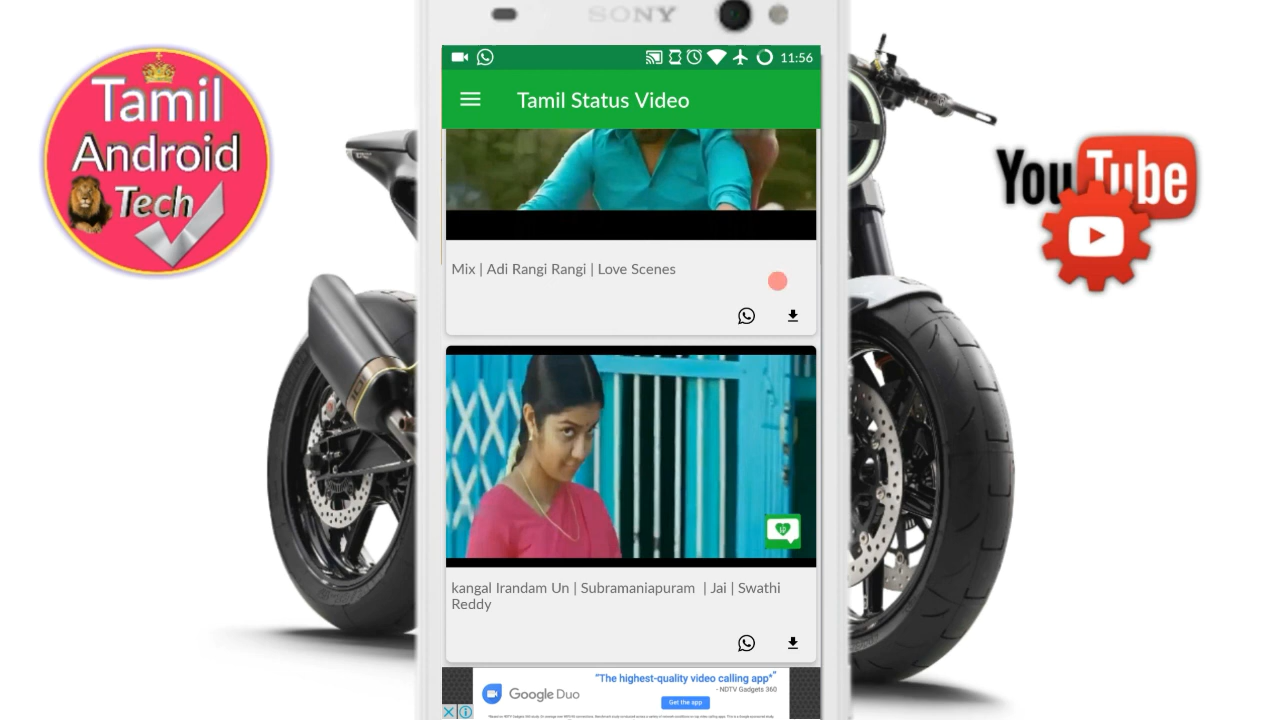 SONY
11:56
Tamil Status Video
Tamil
Android
Tech
YouTube
Mix | Adi Rangi Rangi | Love Scenes
kangal Irandam Un | Subramaniapuram | Jai | Swathi
Reddy
"The highest-quality video calling app*"
- NDTV Gadgets 360
Google Duo
Get the app